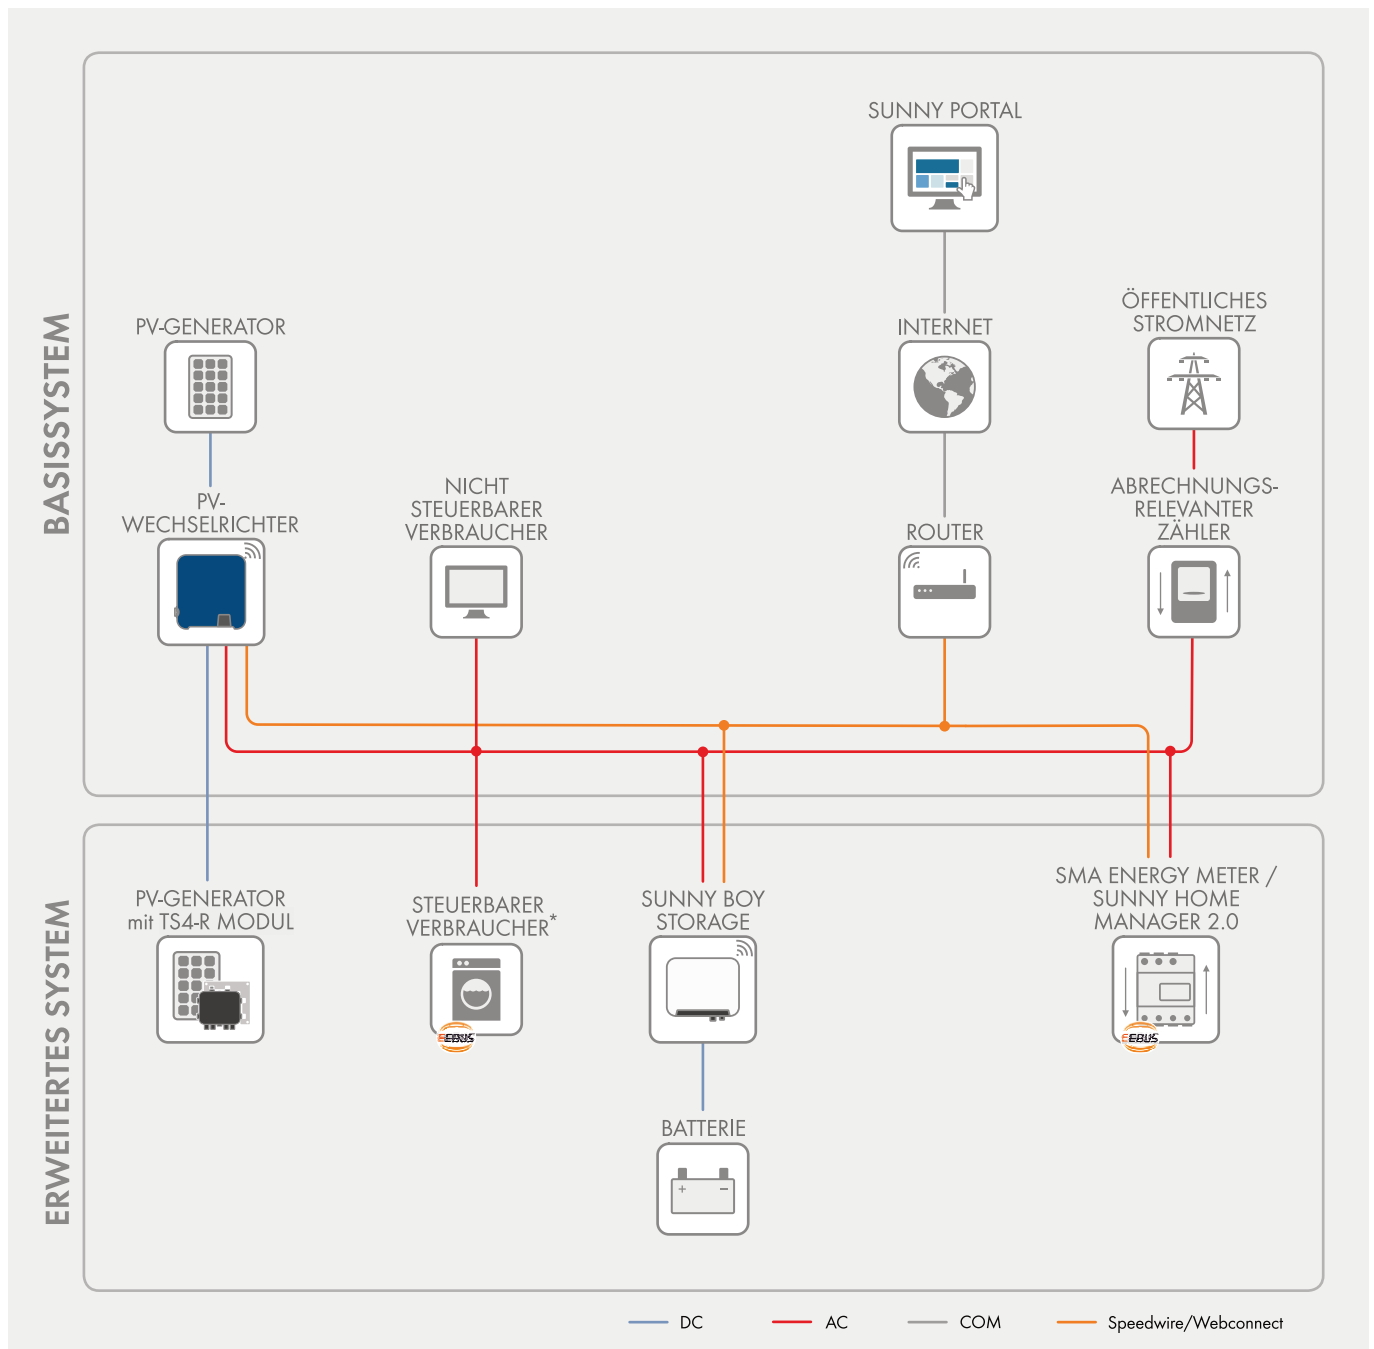 BASISSYSTEM
SUNNY PORTAL
INTERNET
ÖFFENTLICHES
STROMNETZ
PV-GENERATOR
PV-
WECHSELRICHTER
NICHT
STEUERBARER
VERBRAUCHER
ROUTER
ABRECHNUNGS-
RELEVANTER
ZÄHLER
ERWEITERTES SYSTEM
PV-GENERATOR
mit TS4-R MODUL
STEUERBARER
VERBRAUCHER*
SUNNY BOY
STORAGE
SMA ENERGY METER /
SUNNY HOME
MANAGER 2.0
EEBUS
EEBUS
BATTERIE
+ −
DC
AC
COM
Speedwire/Webconnect